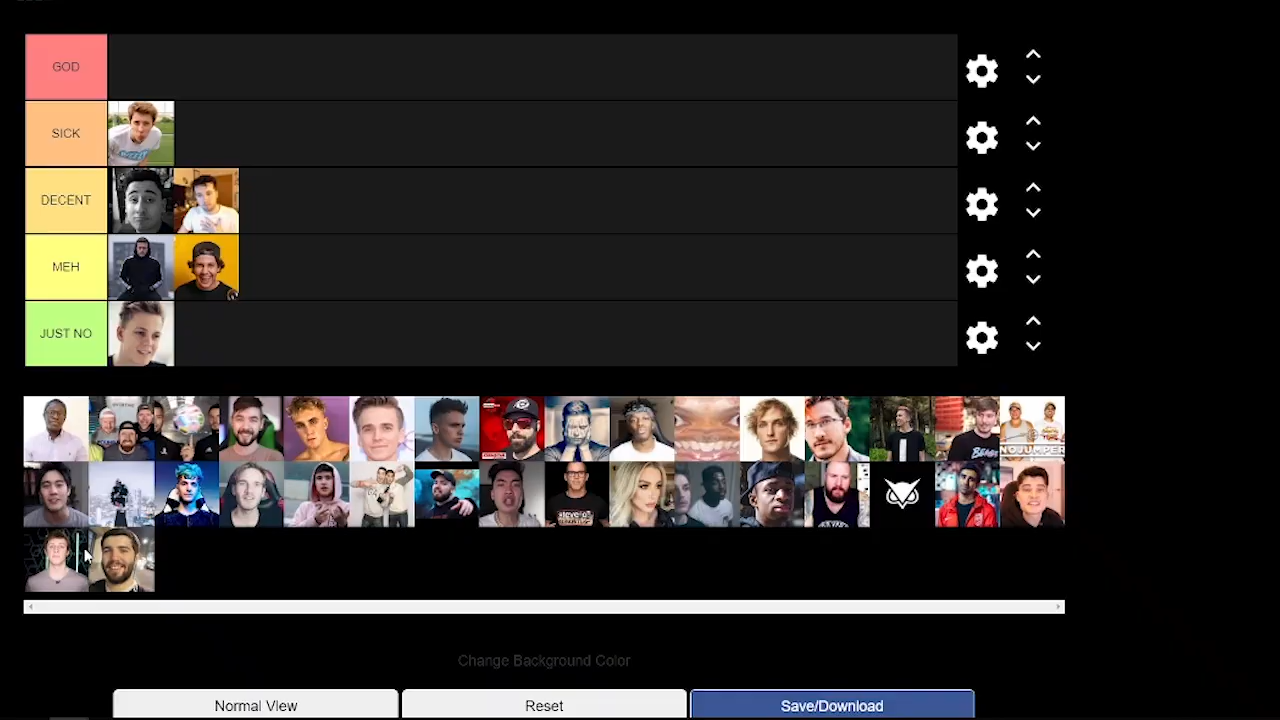 GOD
SICK
DECENT
MEH
JUST NO
NOJUMPER
Change Background Color
Normal View
Reset
Save/Download